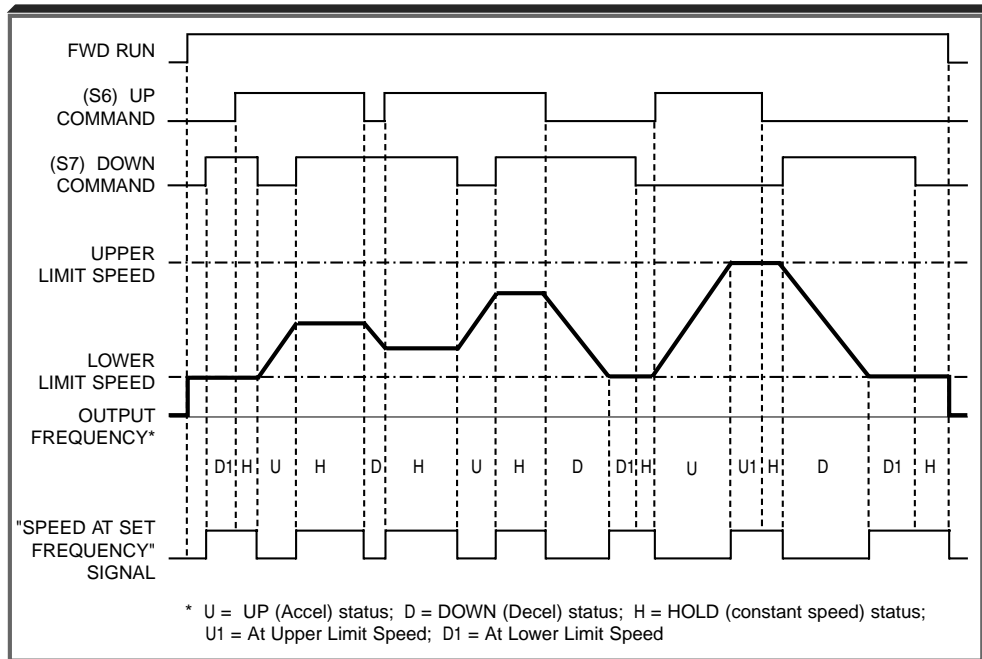 FWD RUN
(S6) UP
COMMAND
(S7) DOWN
COMMAND
UPPER
LIMIT SPEED
LOWER
LIMIT SPEED
OUTPUT
FREQUENCY*
D1 H U H D H U H D D1 H U U1 H D D1 H
"SPEED AT SET
FREQUENCY"
SIGNAL
* U = UP (Accel) status; D = DOWN (Decel) status; H = HOLD (constant speed) status;
U1 = At Upper Limit Speed; D1 = At Lower Limit Speed